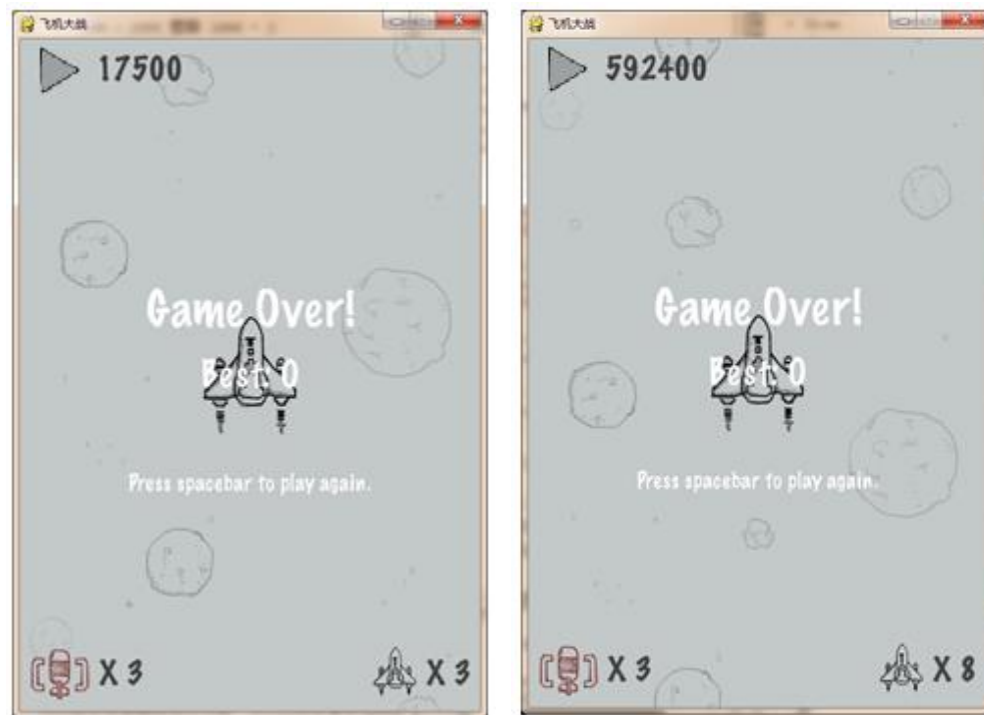 飞机大战
17500
Game Over!
Best: 0
Press spacebar to play again.
X 3
X 3
飞机大战
592400
Game Over!
Best: 0
Press spacebar to play again.
X 3
X 8